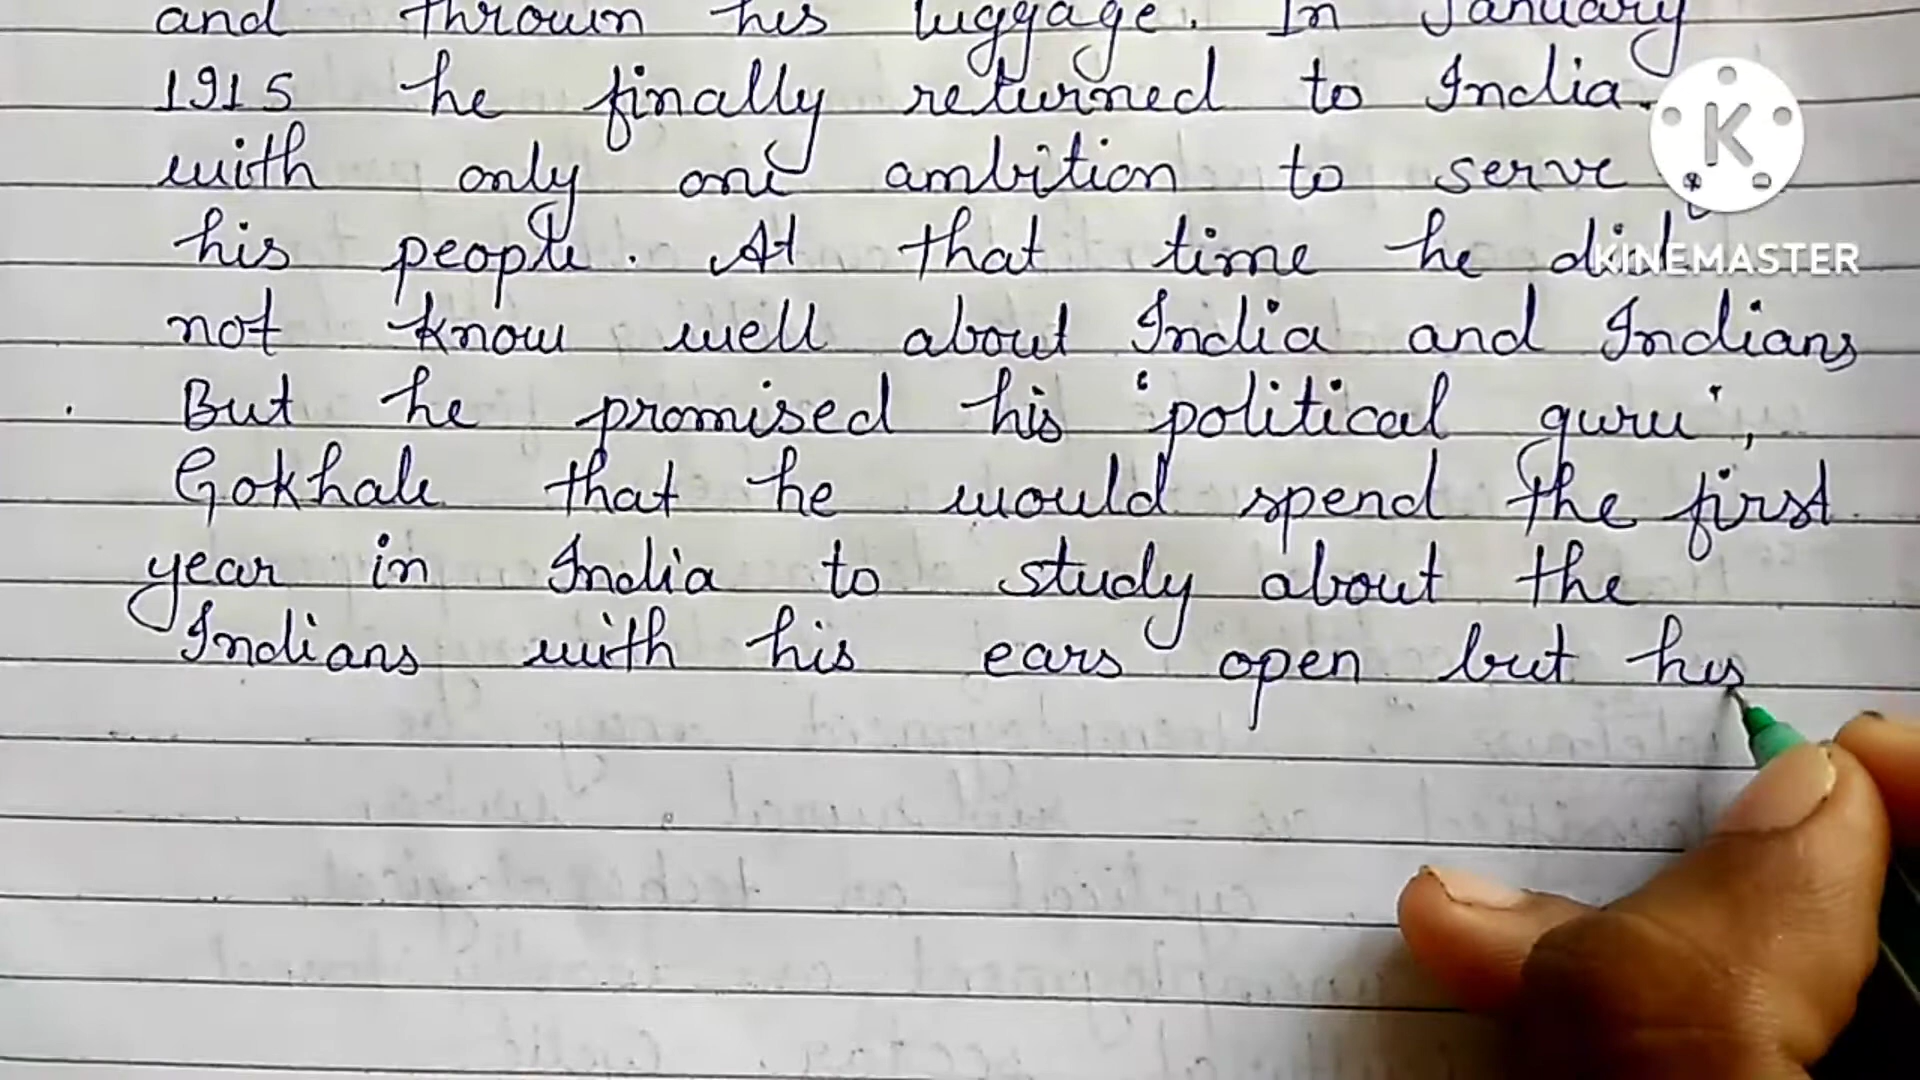 and thrown his luggage. In January
1915 he finally returned to India.
with only one ambition to serve
his people. At that time he did
not know well about India and Indians
But he promised his 'political guru',
Gokhale that he would spend the first
year in India to study about the
Indians with his ears open but his
K
KINEMASTER